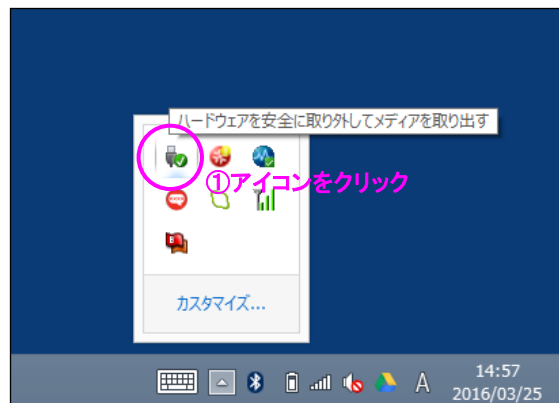 ハードウェアを安全に取り外してメディアを取り出す
①アイコンをクリック
カスタマイズ...
A
14:57
2016/03/25